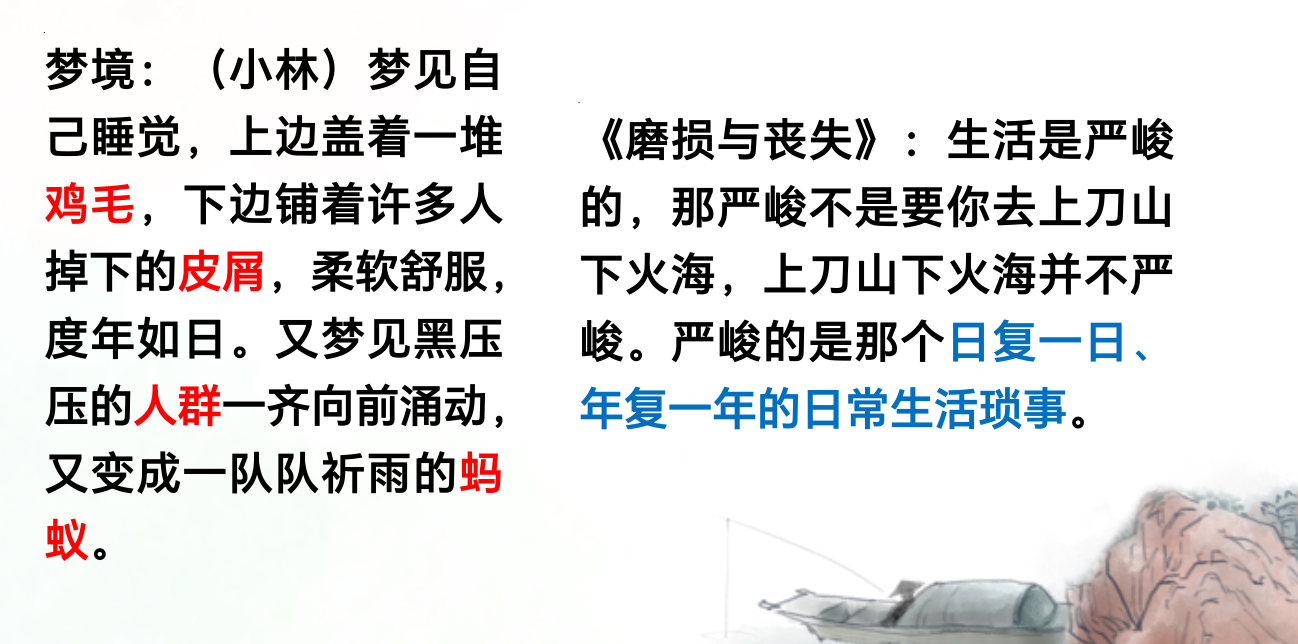 梦境：（小林）梦见自
己睡觉，上边盖着一堆
鸡毛，下边铺着许多人
掉下的皮屑，柔软舒服，
度年如日。又梦见黑压
压的人群一齐向前涌动，
又变成一队队祈雨的蚂
蚁。
《磨损与丧失》：生活是严峻
的，那严峻不是要你去上刀山
下火海，上刀山下火海并不严
峻。严峻的是那个日复一日、
年复一年的日常生活琐事。